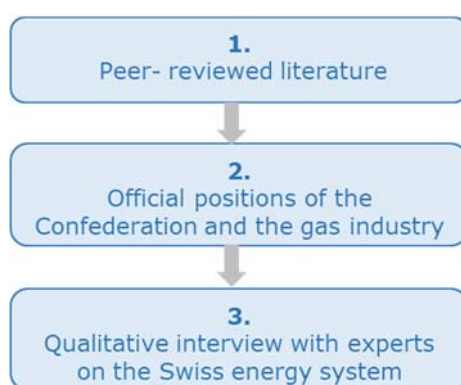 1.
Peer- reviewed literature
2.
Official positions of the
Confederation and the gas industry
3.
Qualitative interview with experts
on the Swiss energy system